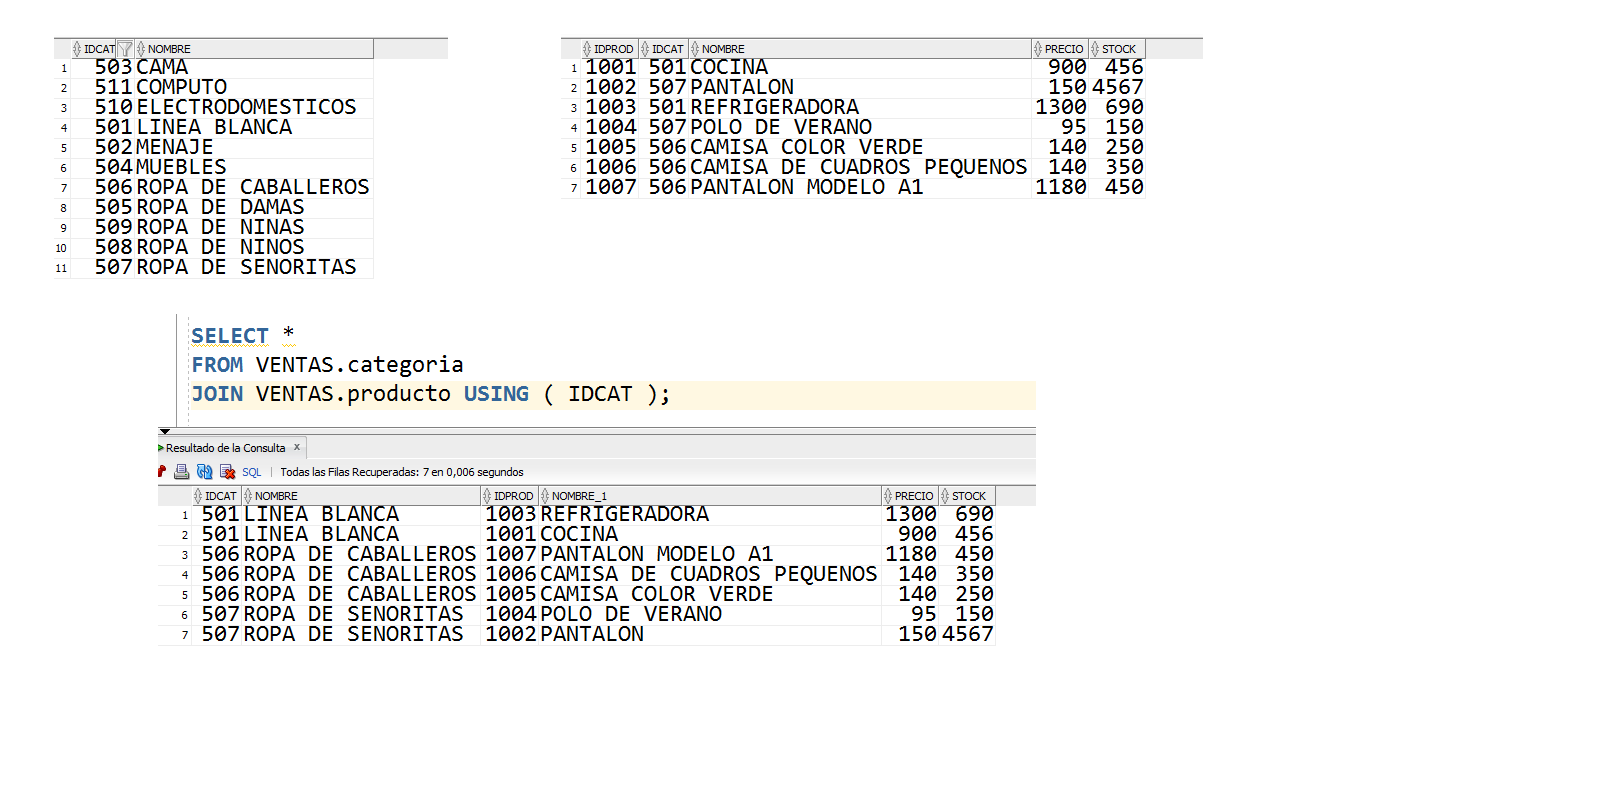 IDCAT NOMBRE
1 503 CAMA
2 511 COMPUTO
3 510 ELECTRODOMESTICOS
4 501 LINEA BLANCA
5 502 MENAJE
6 504 MUEBLES
7 506 ROPA DE CABALLEROS
8 505 ROPA DE DAMAS
9 509 ROPA DE NINAS
10 508 ROPA DE NINOS
11 507 ROPA DE SENORITAS
IDPROD IDCAT NOMBRE PRECIO STOCK
1 1001 501 COCINA 900 456
2 1002 507 PANTALON 150 4567
3 1003 501 REFRIGERADORA 1300 690
4 1004 507 POLO DE VERANO 95 150
5 1005 506 CAMISA COLOR VERDE 140 250
6 1006 506 CAMISA DE CUADROS PEQUENOS 140 350
7 1007 506 PANTALON MODELO A1 1180 450
SELECT *
FROM VENTAS.categoria
JOIN VENTAS.producto USING ( IDCAT );
Resultado de la Consulta x
SQL | Todas las Filas Recuperadas: 7 en 0,006 segundos
IDCAT NOMBRE IDPROD NOMBRE_1 PRECIO STOCK
1 501 LINEA BLANCA 1003 REFRIGERADORA 1300 690
2 501 LINEA BLANCA 1001 COCINA 900 456
3 506 ROPA DE CABALLEROS 1007 PANTALON MODELO A1 1180 450
4 506 ROPA DE CABALLEROS 1006 CAMISA DE CUADROS PEQUENOS 140 350
5 506 ROPA DE CABALLEROS 1005 CAMISA COLOR VERDE 140 250
6 507 ROPA DE SENORITAS 1004 POLO DE VERANO 95 150
7 507 ROPA DE SENORITAS 1002 PANTALON 150 4567